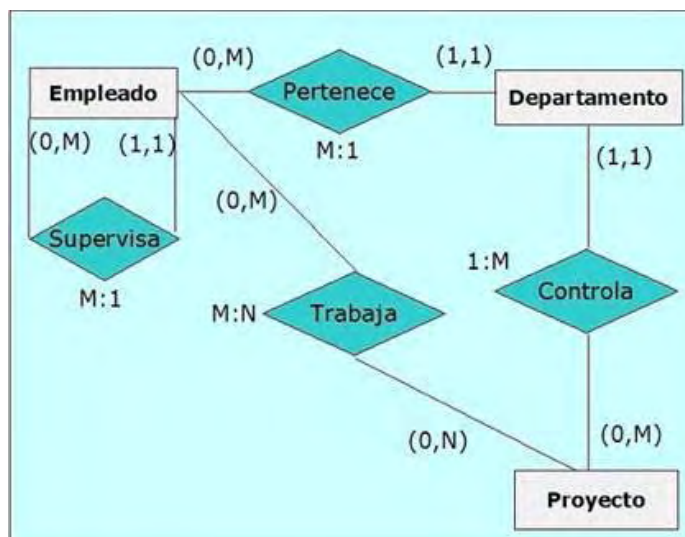 (0,M)
(1,1)
Empleado
Pertenece
Departamento
(0,M)
(1,1)
M:1
(1,1)
(0,M)
Supervisa
M:1
1:M
Controla
M:N
Trabaja
(0,N)
(0,M)
Proyecto